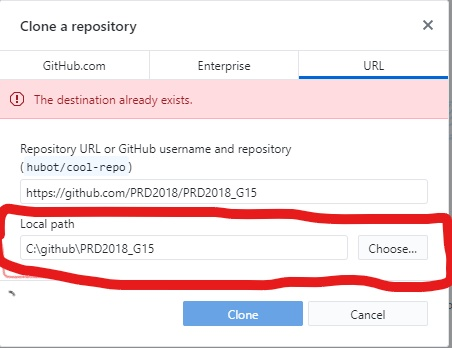 Clone a repository
GitHub.com
Enterprise
URL
The destination already exists.
Repository URL or GitHub username and repository
(hubot/cool-repo)
https://github.com/PRD2018/PRD2018_G15
Local path
C:\github\PRD2018_G15
Choose...
Clone
Cancel